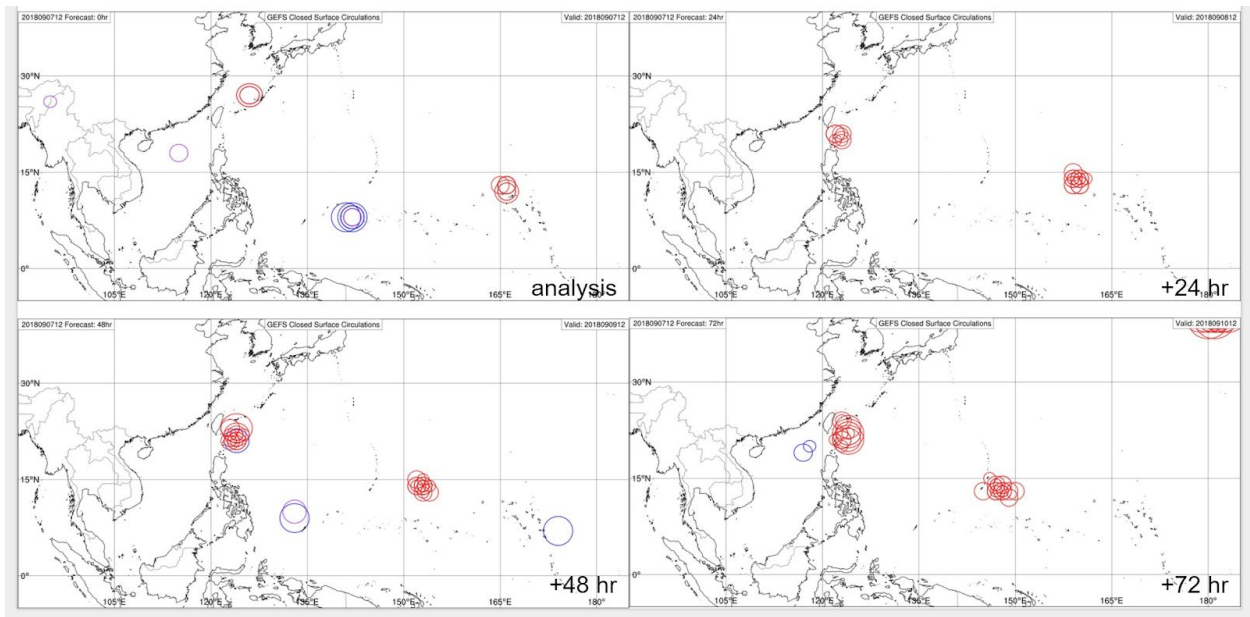 2018090712 Forecast: 0hr GEFS Closed Surface Circulations Valid: 2018090712
30°N
15°N
0°
105°E 120°E 135°E 150°E 165°E 180°
analysis
2018090712 Forecast: 24hr GEFS Closed Surface Circulations Valid: 2018090812
30°N
15°N
0°
105°E 120°E 135°E 150°E 165°E 180°
+24 hr
2018090712 Forecast: 48hr GEFS Closed Surface Circulations Valid: 2018090912
30°N
15°N
0°
105°E 120°E 135°E 150°E 165°E 180°
+48 hr
2018090712 Forecast: 72hr GEFS Closed Surface Circulations Valid: 2018091012
30°N
15°N
0°
105°E 120°E 135°E 150°E 165°E 180°
+72 hr